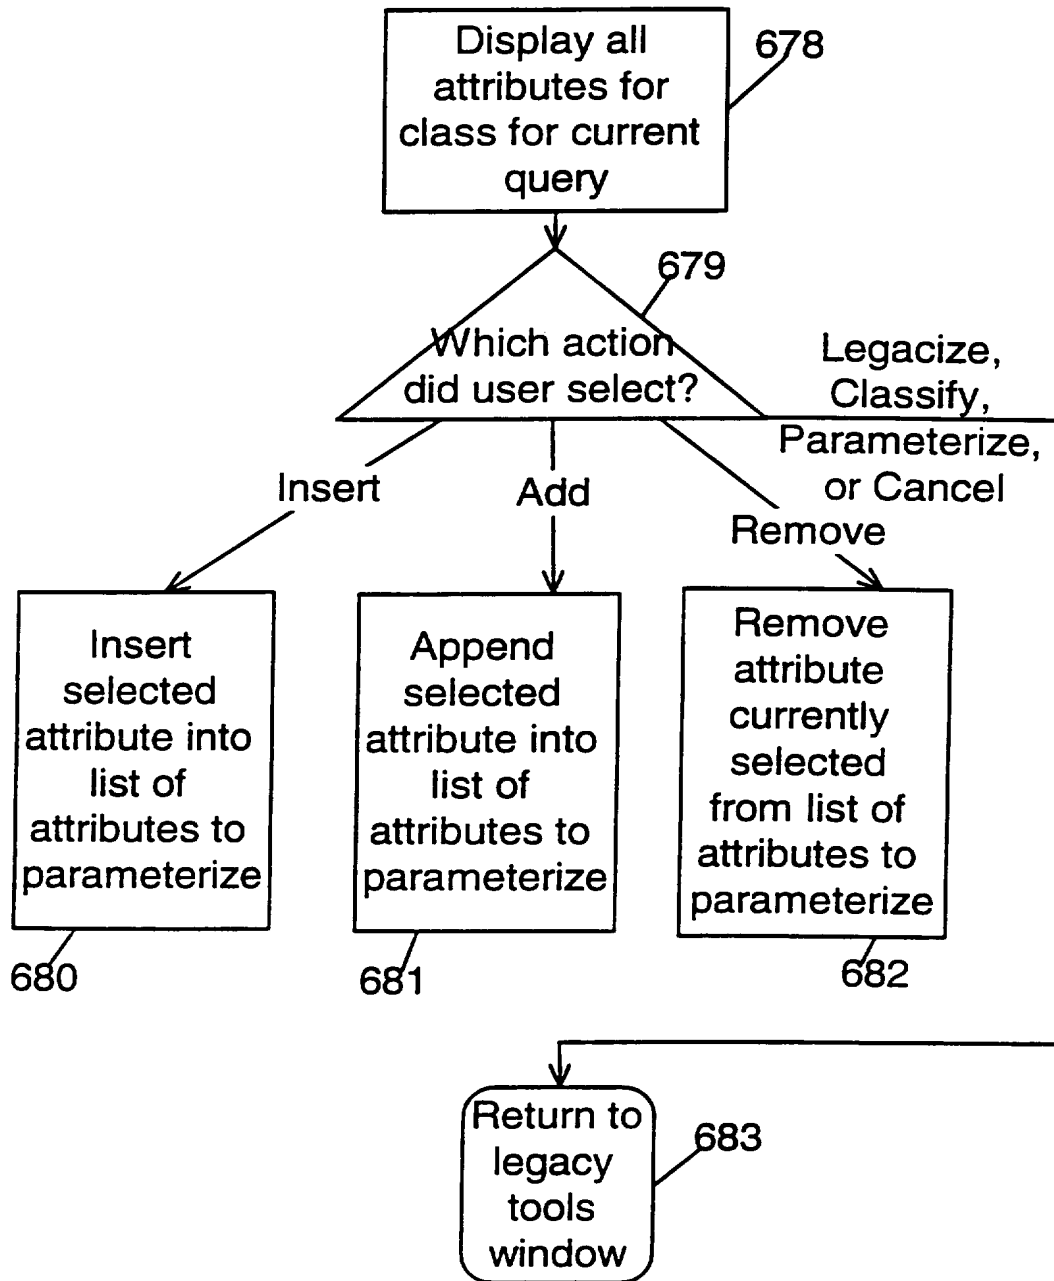 Display all
attributes for
class for current
query
678
679
Which action
did user select?
Legacize,
Classify,
Parameterize,
or Cancel
Insert
Add
Remove
Insert
selected
attribute into
list of
attributes to
parameterize
680
Append
selected
attribute into
list of
attributes to
parameterize
681
Remove
attribute
currently
selected
from list of
attributes to
parameterize
682
Return to
legacy
tools
window
683